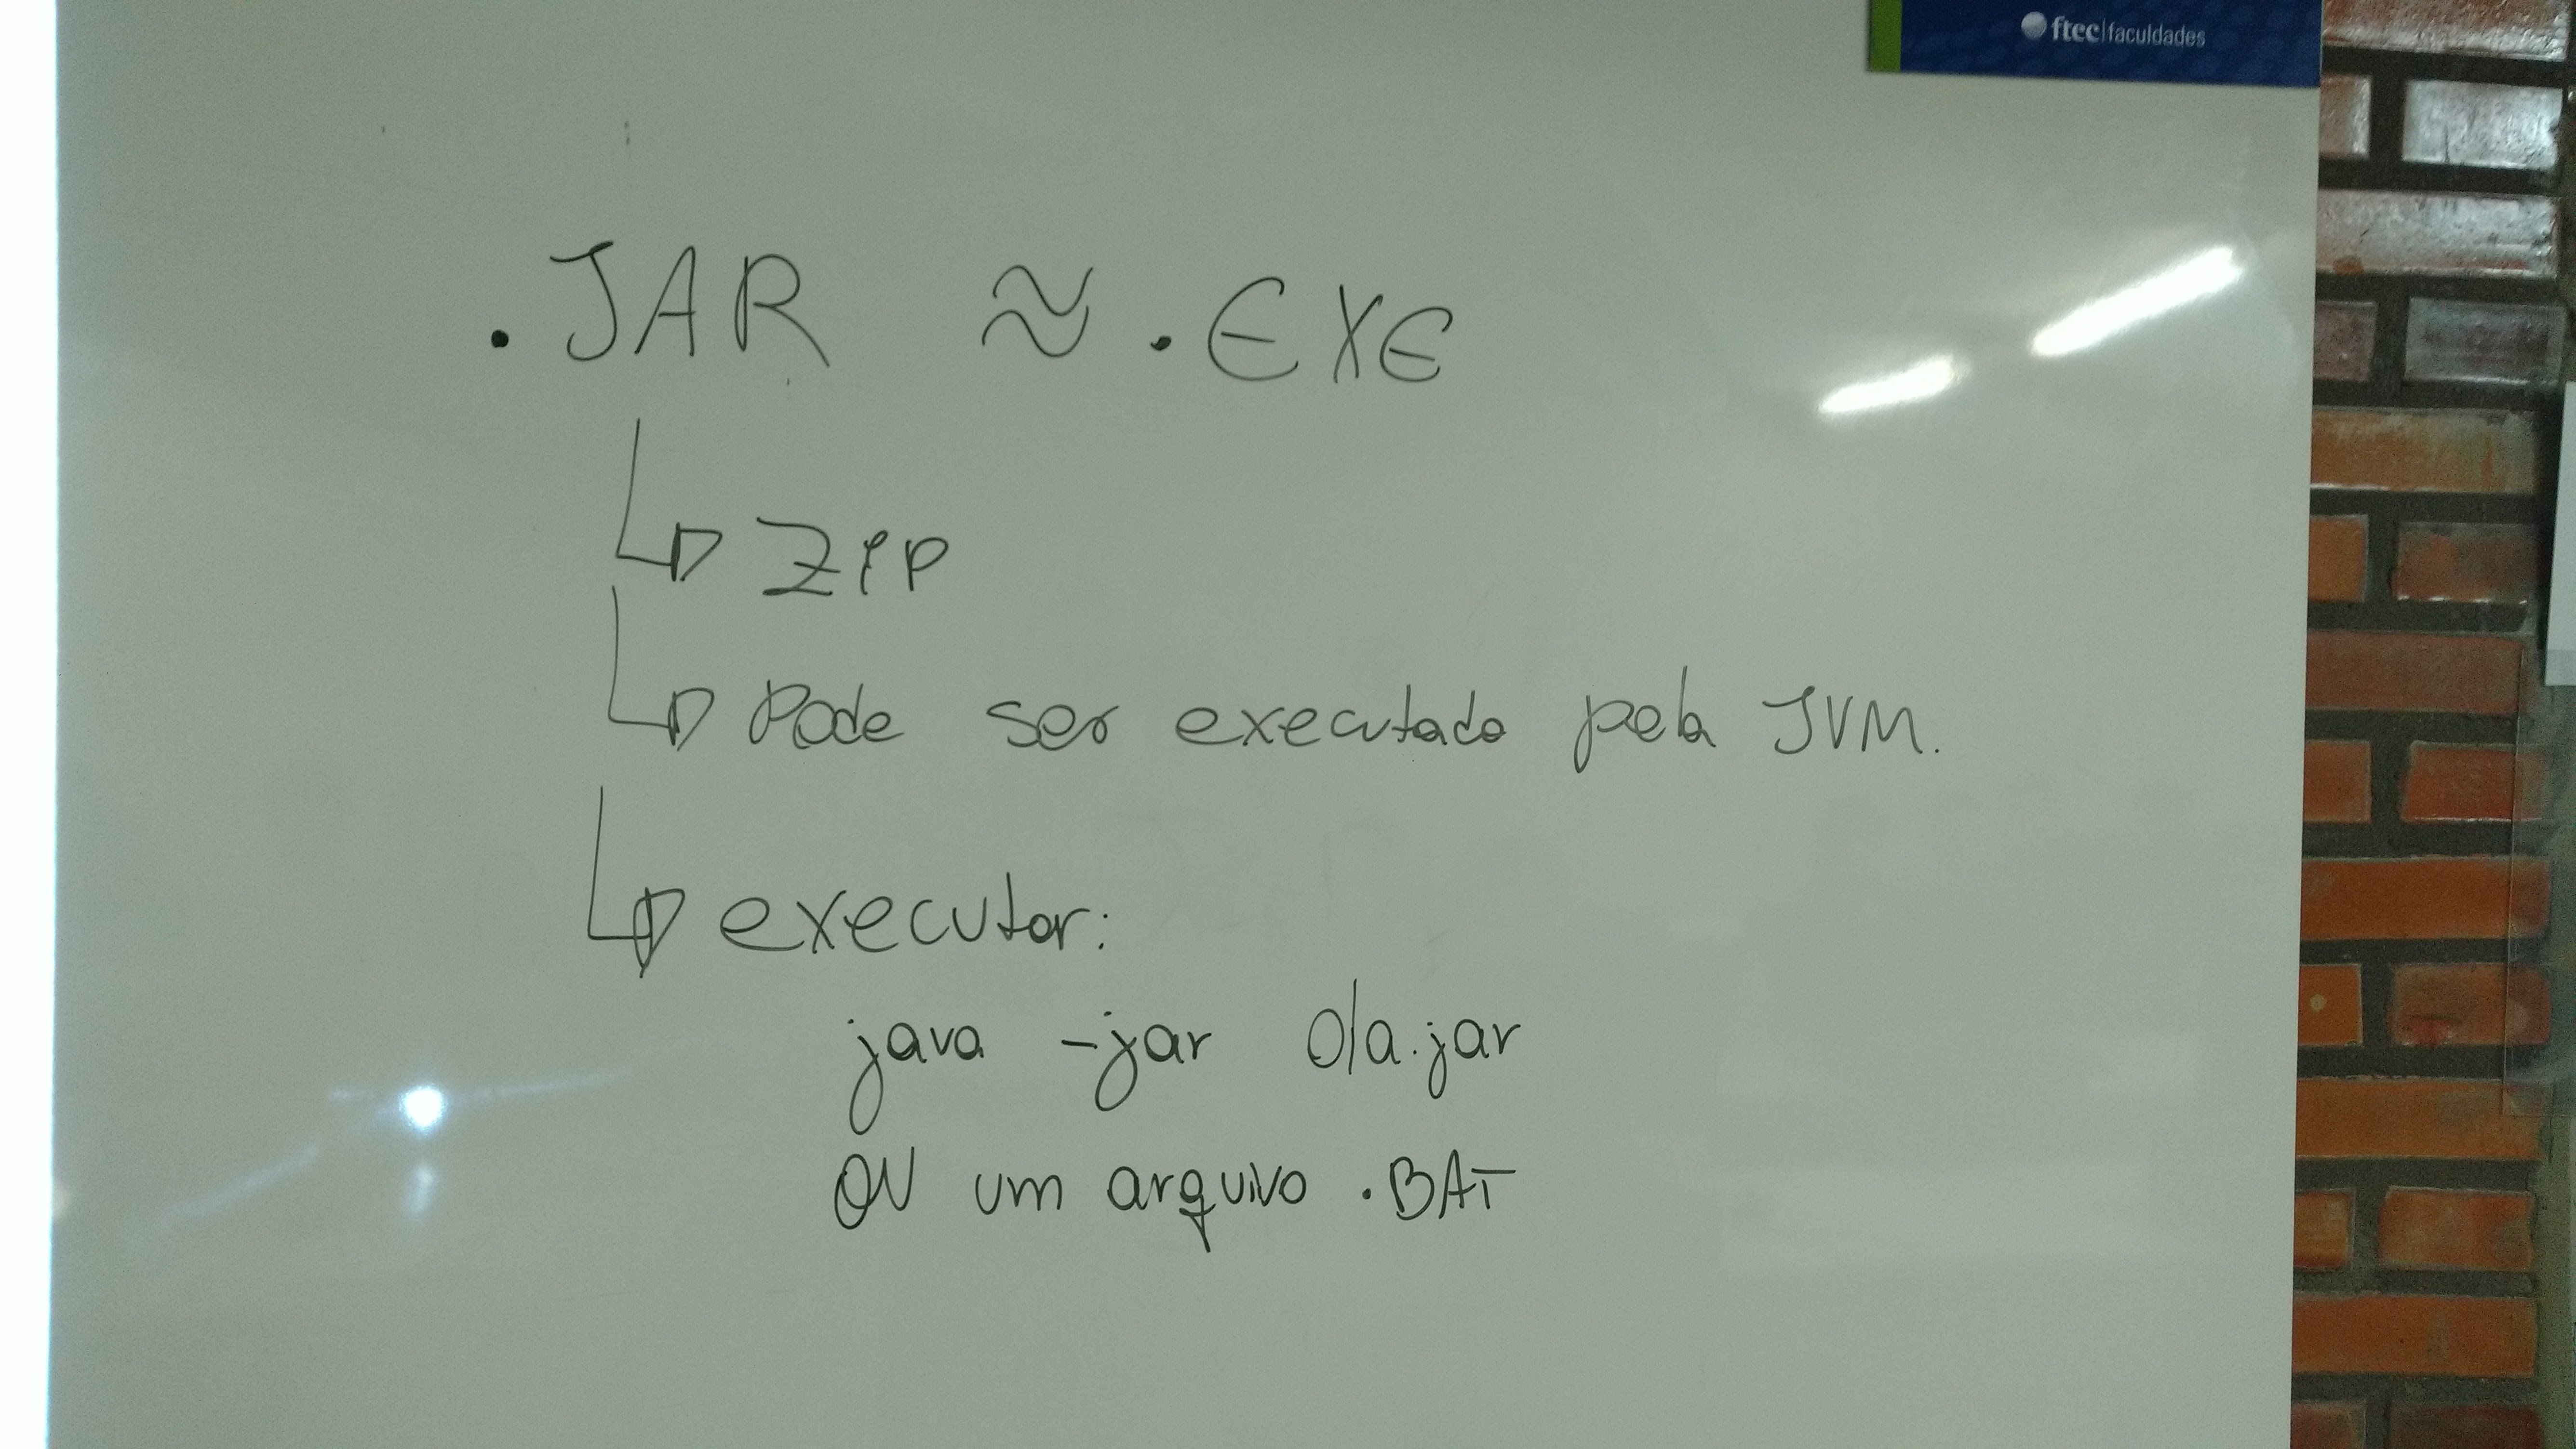 ftec|faculdades
.JAR ≈ .EXE
ZIP
Pode ser executado pela JVM.
executar:
java -jar Ola.jar
OU um arquivo .BAT